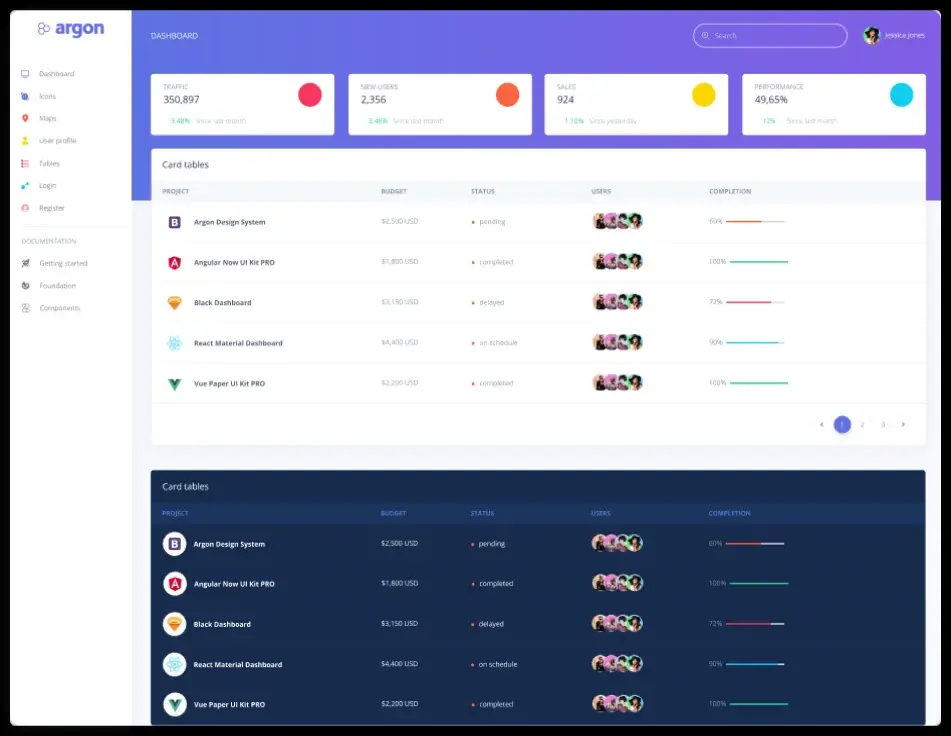 argon
DASHBOARD
Search
Jessica Jones
Dashboard
Icons
Maps
User profile
Tables
Login
Register
DOCUMENTATION
Getting started
Foundation
Components
TRAFFIC
350,897
3.48% Since last month
NEW USERS
2,356
3.48% Since last month
SALES
924
1.10% Since yesterday
PERFORMANCE
49,65%
12% Since last month
Card tables
PROJECT BUDGET STATUS USERS COMPLETION
B Argon Design System $2,500 USD pending 60%
A Angular Now UI Kit PRO $1,800 USD completed 100%
Black Dashboard $3,150 USD delayed 72%
React Material Dashboard $4,400 USD on schedule 90%
Vue Paper UI Kit PRO $2,200 USD completed 100%
1 2 3
Card tables
PROJECT BUDGET STATUS USERS COMPLETION
B Argon Design System $2,500 USD pending 60%
A Angular Now UI Kit PRO $1,800 USD completed 100%
Black Dashboard $3,150 USD delayed 72%
React Material Dashboard $4,400 USD on schedule 90%
Vue Paper UI Kit PRO $2,200 USD completed 100%